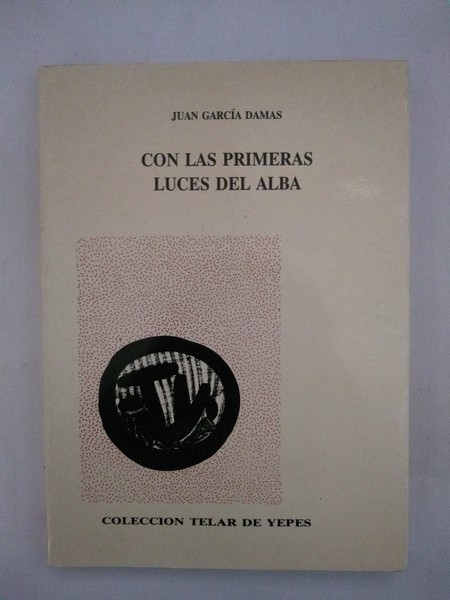 JUAN GARCÍA DAMAS
CON LAS PRIMERAS
LUCES DEL ALBA
COLECCION TELAR DE YEPES